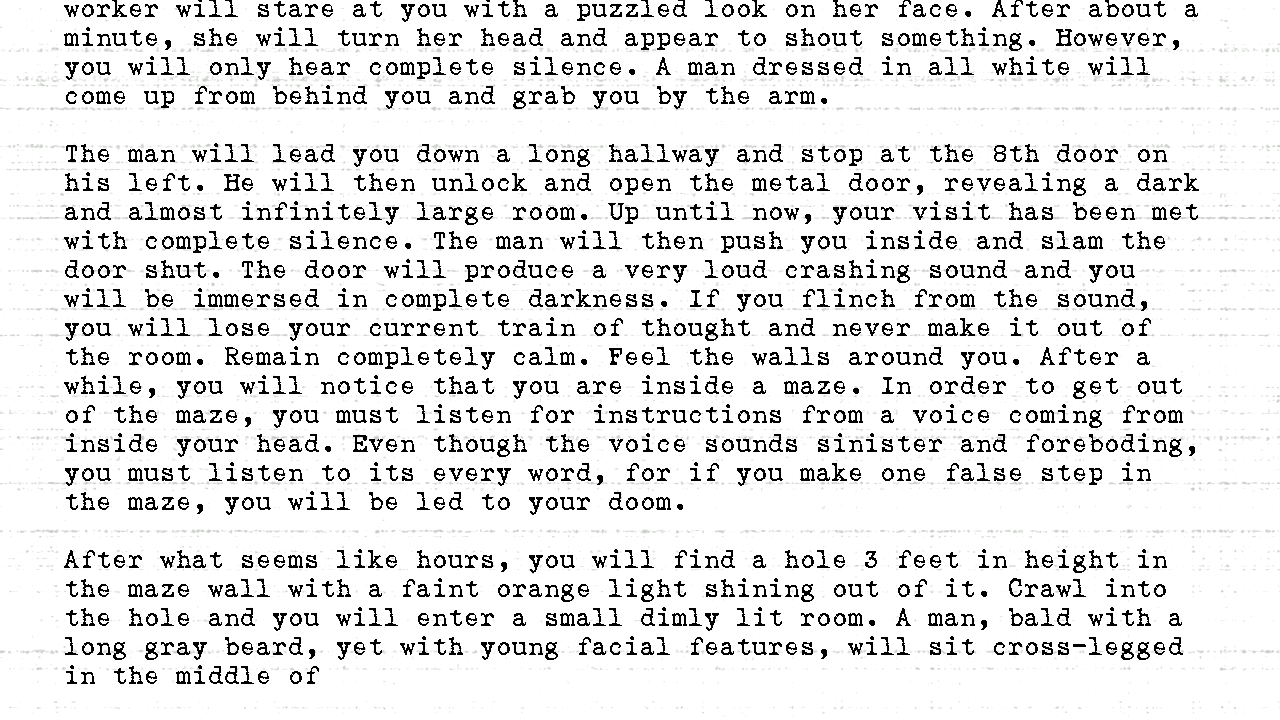 worker will stare at you with a puzzled look on her face. After about a
minute, she will turn her head and appear to shout something. However,
you will only hear complete silence. A man dressed in all white will
come up from behind you and grab you by the arm.

The man will lead you down a long hallway and stop at the 8th door on
his left. He will then unlock and open the metal door, revealing a dark
and almost infinitely large room. Up until now, your visit has been met
with complete silence. The man will then push you inside and slam the
door shut. The door will produce a very loud crashing sound and you
will be immersed in complete darkness. If you flinch from the sound,
you will lose your current train of thought and never make it out of
the room. Remain completely calm. Feel the walls around you. After a
while, you will notice that you are inside a maze. In order to get out
of the maze, you must listen for instructions from a voice coming from
inside your head. Even though the voice sounds sinister and foreboding,
you must listen to its every word, for if you make one false step in
the maze, you will be led to your doom.

After what seems like hours, you will find a hole 3 feet in height in
the maze wall with a faint orange light shining out of it. Crawl into
the hole and you will enter a small dimly lit room. A man, bald with a
long gray beard, yet with young facial features, will sit cross-legged
in the middle of